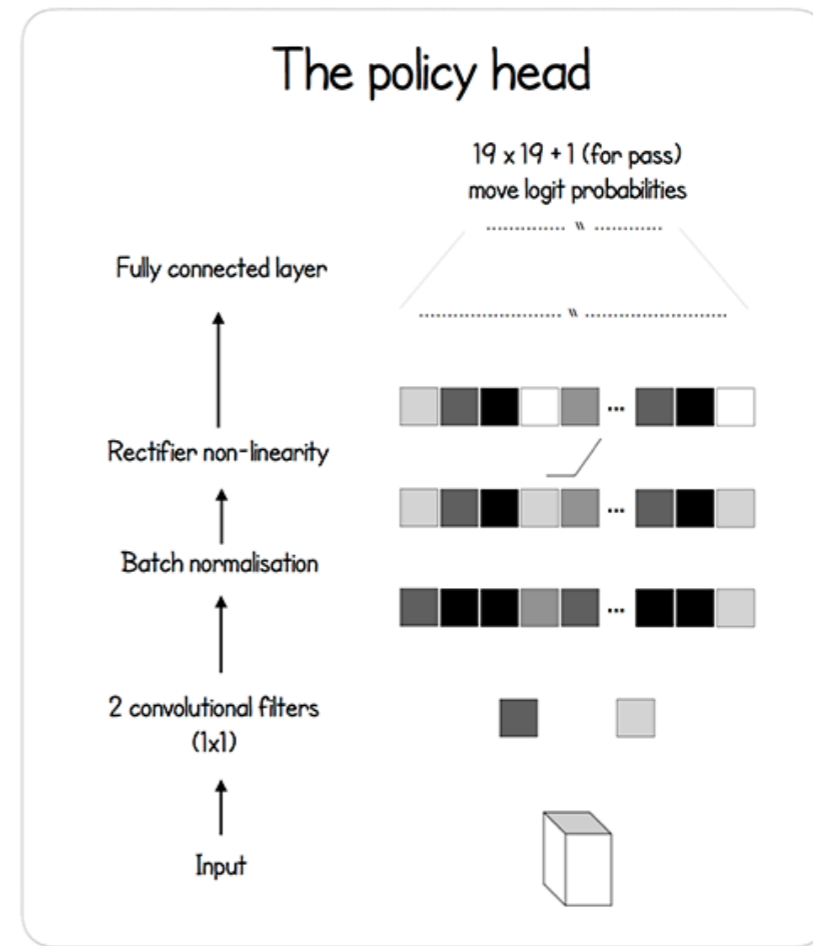 The policy head
19 x 19 + 1 (for pass)
move logit probabilities
Fully connected layer
Rectifier non-linearity
...
...
Batch normalisation
...
2 convolutional filters
(1x1)
Input